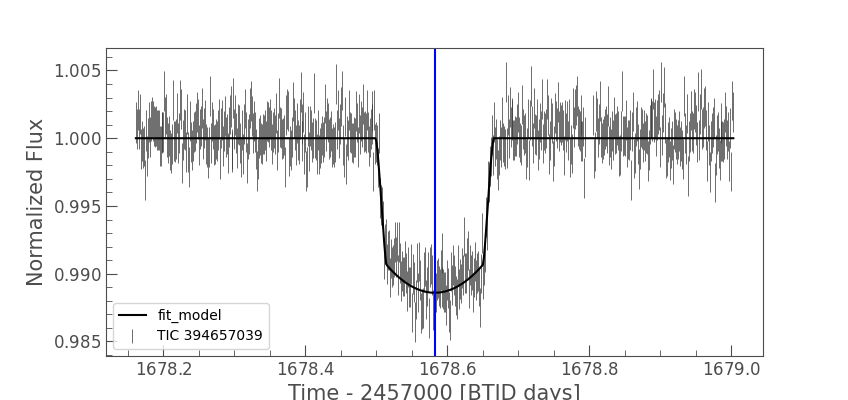 1.005
1.000
0.995
0.990
0.985
Normalized Flux
fit_model
TIC 394657039
1678.2 1678.4 1678.6 1678.8 1679.0
Time - 2457000 [BTJD days]